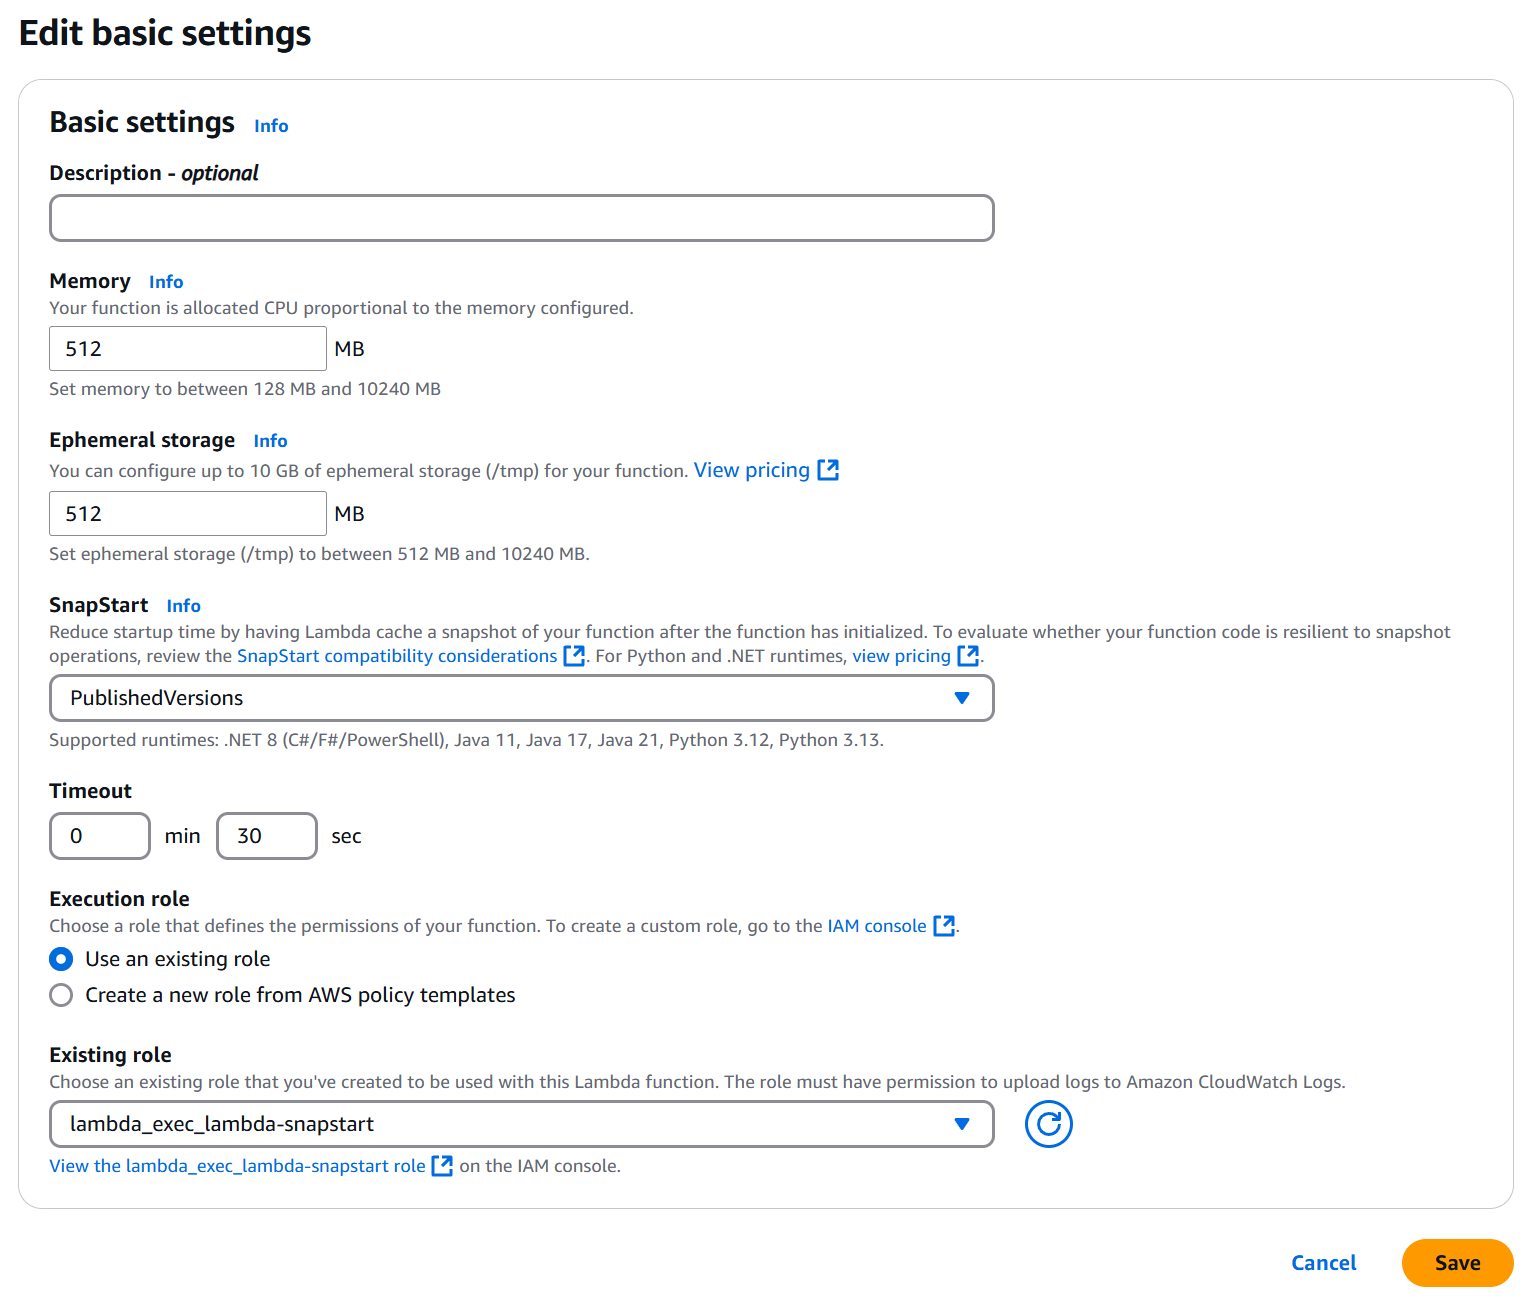 Edit basic settings
Basic settings Info
Description - optional
Memory Info
Your function is allocated CPU proportional to the memory configured.
512 MB
Set memory to between 128 MB and 10240 MB
Ephemeral storage Info
You can configure up to 10 GB of ephemeral storage (/tmp) for your function. View pricing
512 MB
Set ephemeral storage (/tmp) to between 512 MB and 10240 MB.
SnapStart Info
Reduce startup time by having Lambda cache a snapshot of your function after the function has initialized. To evaluate whether your function code is resilient to snapshot
operations, review the SnapStart compatibility considerations. For Python and .NET runtimes, view pricing.
PublishedVersions
Supported runtimes: .NET 8 (C#/F#/PowerShell), Java 11, Java 17, Java 21, Python 3.12, Python 3.13.
Timeout
0 min 30 sec
Execution role
Choose a role that defines the permissions of your function. To create a custom role, go to the IAM console.
Use an existing role
Create a new role from AWS policy templates
Existing role
Choose an existing role that you've created to be used with this Lambda function. The role must have permission to upload logs to Amazon CloudWatch Logs.
lambda_exec_lambda-snapstart
View the lambda_exec_lambda-snapstart role on the IAM console.
Cancel Save